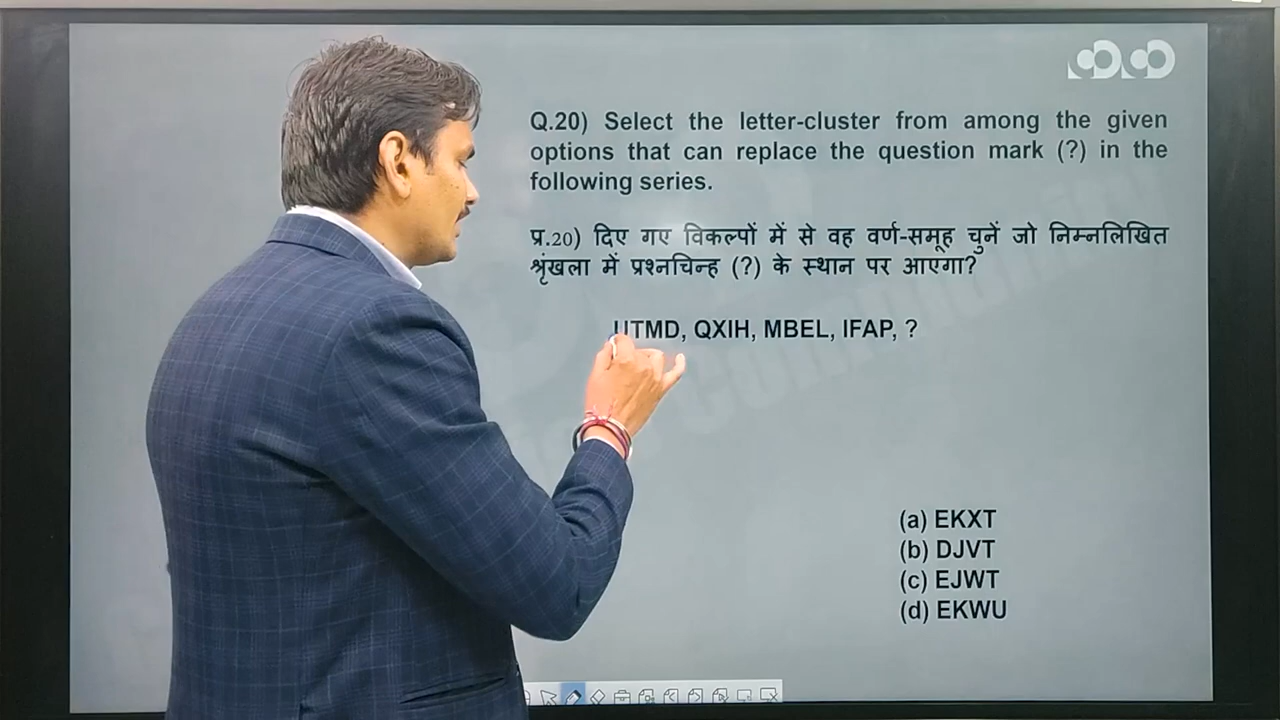 Q.20) Select the letter-cluster from among the given
options that can replace the question mark (?) in the
following series.
प्र.20) दिए गए विकल्पों में से वह वर्ण-समूह चुनें जो निम्नलिखित
श्रृंखला में प्रश्नचिन्ह (?) के स्थान पर आएगा?
UTMD, QXIH, MBEL, IFAP, ?
(a) EKXT
(b) DJVT
(c) EJWT
(d) EKWU